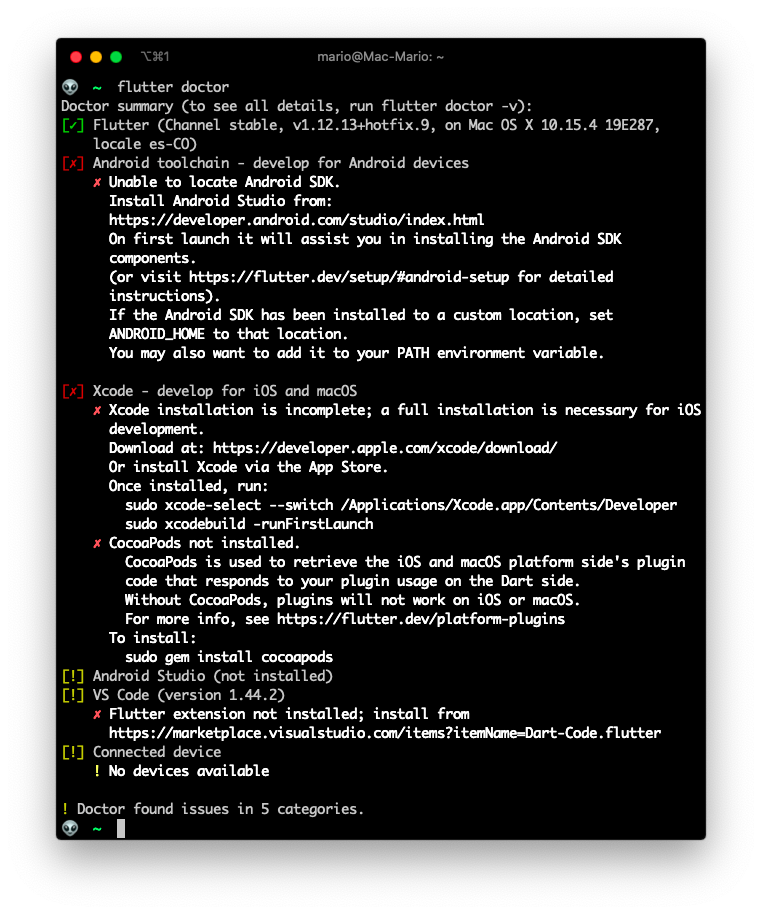 ⌥⌘1
mario@Mac-Mario: ~
👽 ~ flutter doctor
Doctor summary (to see all details, run flutter doctor -v):
[✓] Flutter (Channel stable, v1.12.13+hotfix.9, on Mac OS X 10.15.4 19E287,
locale es-CO)
[✗] Android toolchain - develop for Android devices
✗ Unable to locate Android SDK.
Install Android Studio from:
https://developer.android.com/studio/index.html
On first launch it will assist you in installing the Android SDK
components.
(or visit https://flutter.dev/setup/#android-setup for detailed
instructions).
If the Android SDK has been installed to a custom location, set
ANDROID_HOME to that location.
You may also want to add it to your PATH environment variable.
[✗] Xcode - develop for iOS and macOS
✗ Xcode installation is incomplete; a full installation is necessary for iOS
development.
Download at: https://developer.apple.com/xcode/download/
Or install Xcode via the App Store.
Once installed, run:
sudo xcode-select --switch /Applications/Xcode.app/Contents/Developer
sudo xcodebuild -runFirstLaunch
✗ CocoaPods not installed.
CocoaPods is used to retrieve the iOS and macOS platform side's plugin
code that responds to your plugin usage on the Dart side.
Without CocoaPods, plugins will not work on iOS or macOS.
For more info, see https://flutter.dev/platform-plugins
To install:
sudo gem install cocoapods
[!] Android Studio (not installed)
[!] VS Code (version 1.44.2)
✗ Flutter extension not installed; install from
https://marketplace.visualstudio.com/items?itemName=Dart-Code.flutter
[!] Connected device
! No devices available
! Doctor found issues in 5 categories.
👽 ~